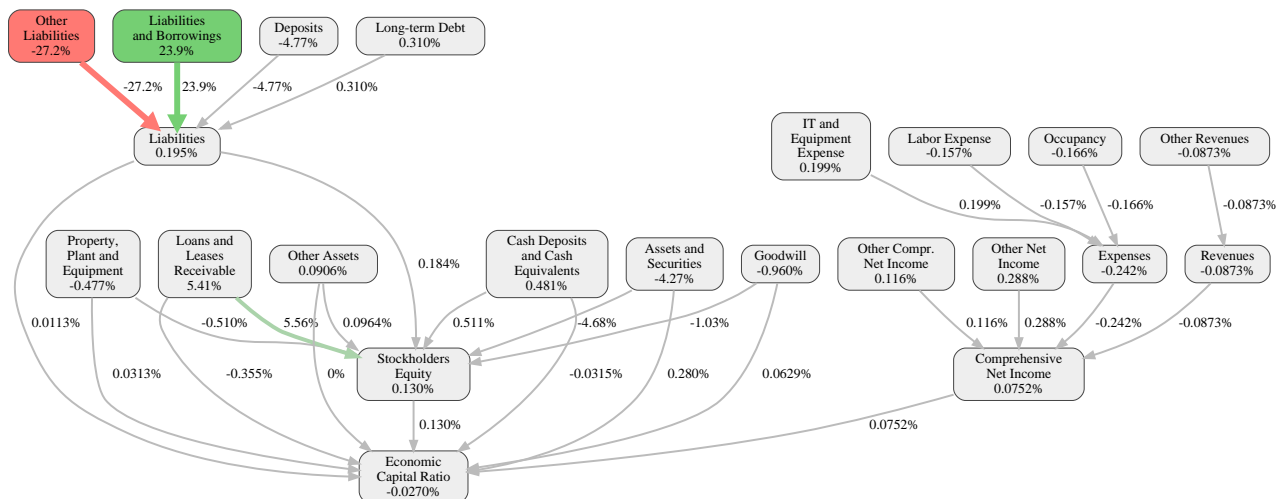 Other
Liabilities
-27.2%
Liabilities
and Borrowings
23.9%
Deposits
-4.77%
Long-term Debt
0.310%
-27.2%
23.9%
-4.77%
0.310%
Liabilities
0.195%
IT and
Equipment
Expense
0.199%
Labor Expense
-0.157%
Occupancy
-0.166%
Other Revenues
-0.0873%
0.199%
-0.157%
-0.166%
-0.0873%
Property,
Plant and
Equipment
-0.477%
Loans and
Leases
Receivable
5.41%
Other Assets
0.0906%
0.184%
Cash Deposits
and Cash
Equivalents
0.481%
Assets and
Securities
-4.27%
Goodwill
-0.960%
Other Compr.
Net Income
0.116%
Other Net
Income
0.288%
Expenses
-0.242%
Revenues
-0.0873%
0.0113%
-0.510%
5.56%
0.0964%
0.511%
-4.68%
-1.03%
0.116%
0.288%
-0.242%
-0.0873%
Stockholders
Equity
0.130%
Comprehensive
Net Income
0.0752%
0.0313%
-0.355%
0%
-0.0315%
0.280%
0.0629%
0.130%
0.0752%
Economic
Capital Ratio
-0.0270%